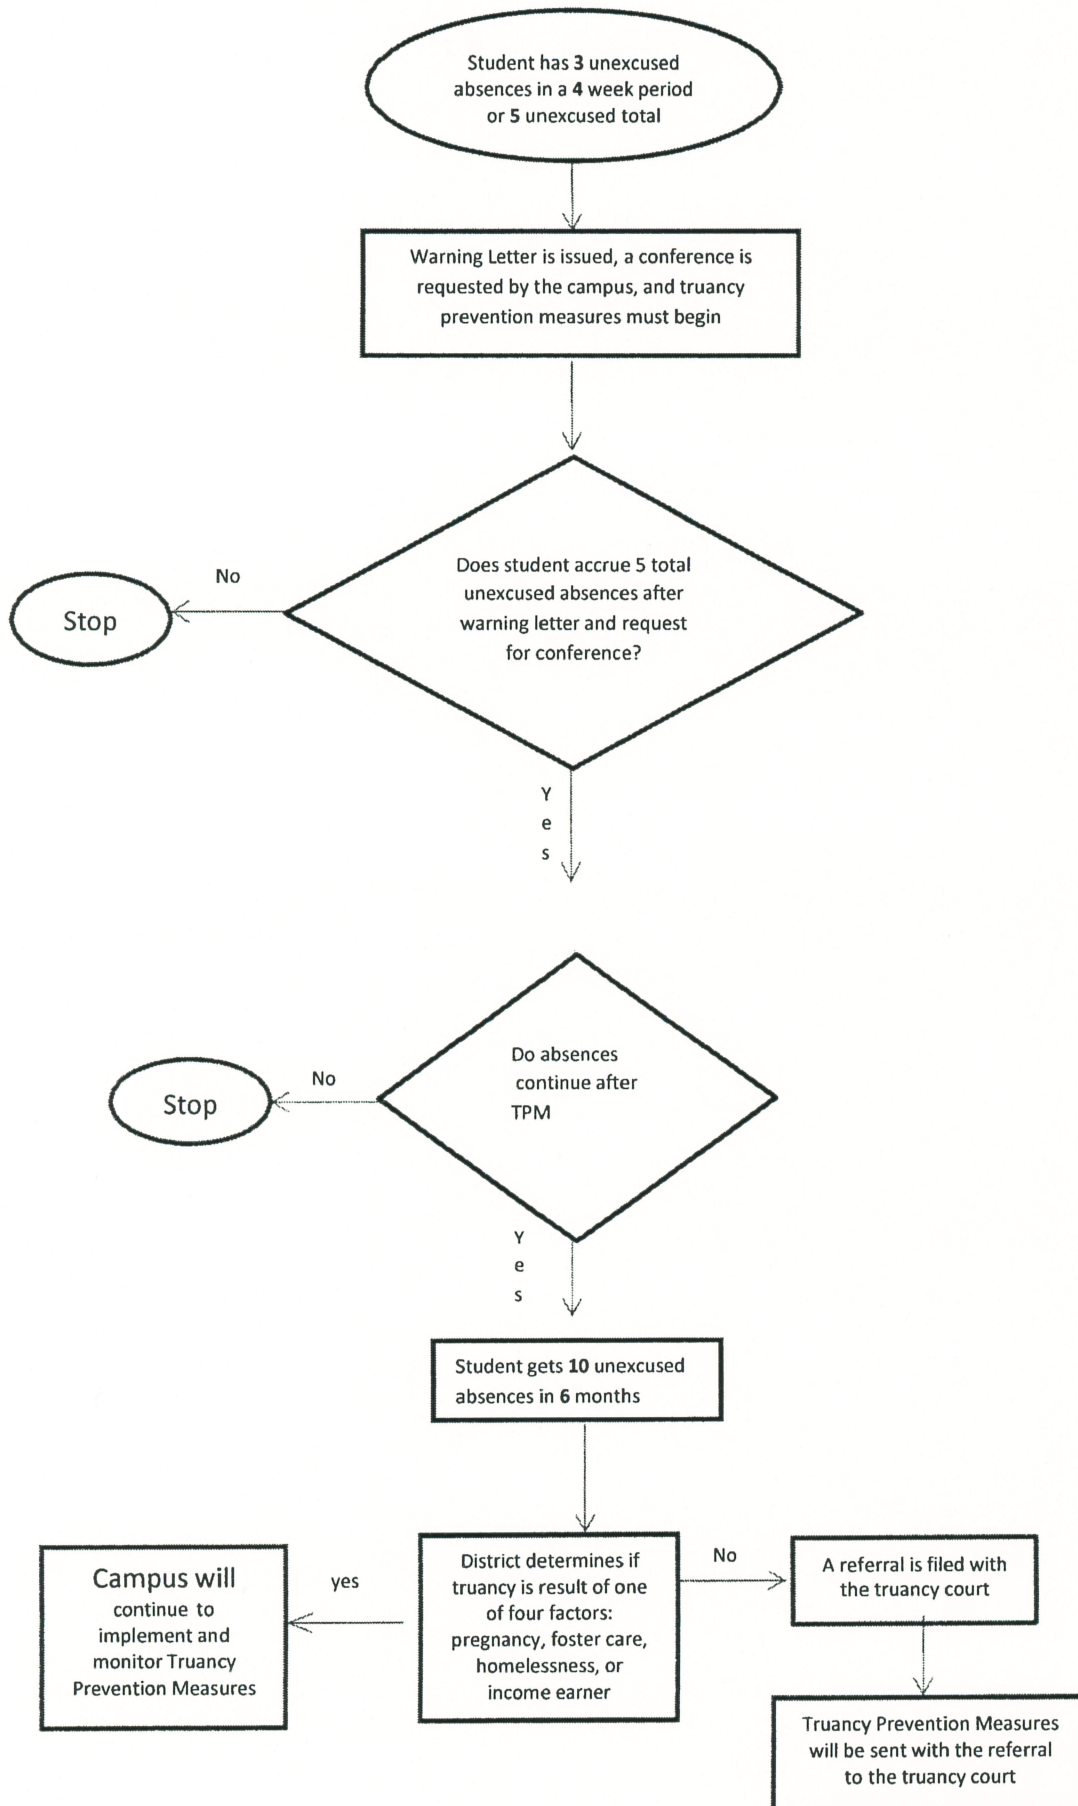 Student has 3 unexcused
absences in a 4 week period
or 5 unexcused total
Warning Letter is issued, a conference is
requested by the campus, and truancy
prevention measures must begin
Does student accrue 5 total
unexcused absences after
warning letter and request
for conference?
No
Stop
Yes
Do absences
continue after
TPM
No
Stop
Yes
Student gets 10 unexcused
absences in 6 months
District determines if
truancy is result of one
of four factors:
pregnancy, foster care,
homelessness, or
income earner
yes
Campus will
continue to
implement and
monitor Truancy
Prevention Measures
No
A referral is filed with
the truancy court
Truancy Prevention Measures
will be sent with the referral
to the truancy court